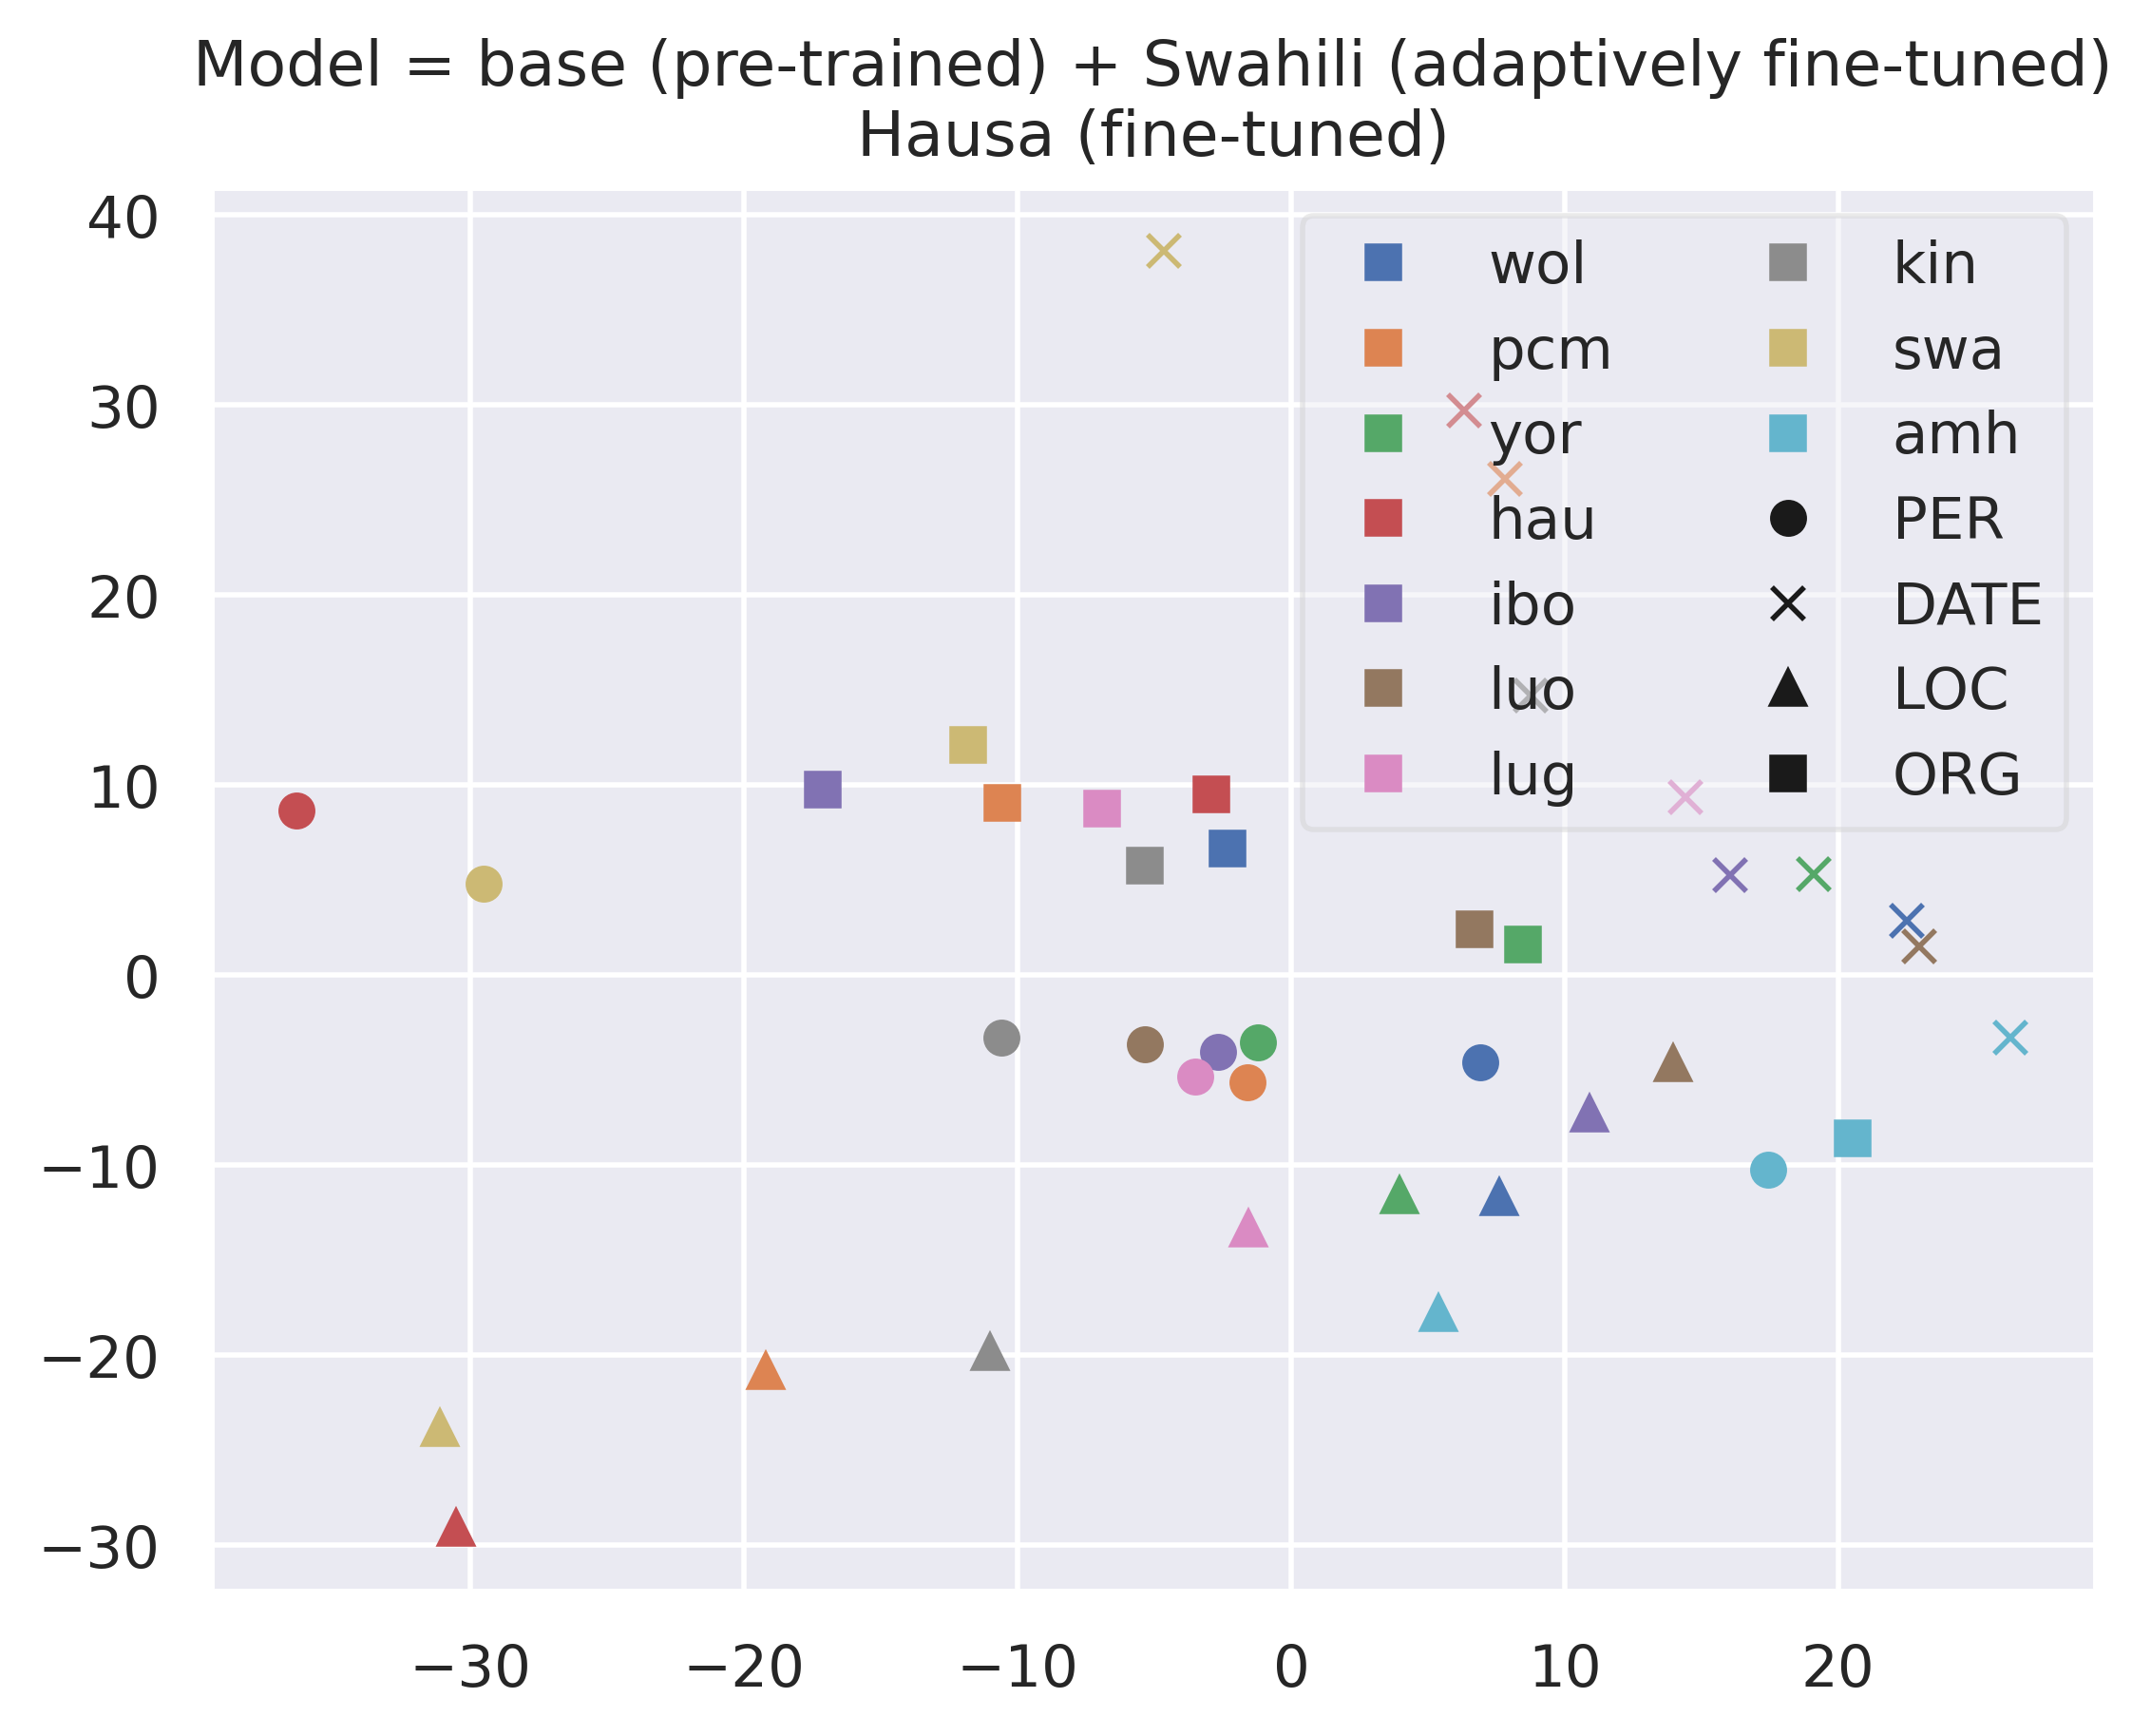 Model = base (pre-trained) + Swahili (adaptively fine-tuned)
Hausa (fine-tuned)
40
30
20
10
0
−10
−20
−30
−30
−20
−10
0
10
20
wol
pcm
yor
hau
ibo
luo
lug
kin
swa
amh
PER
DATE
LOC
ORG